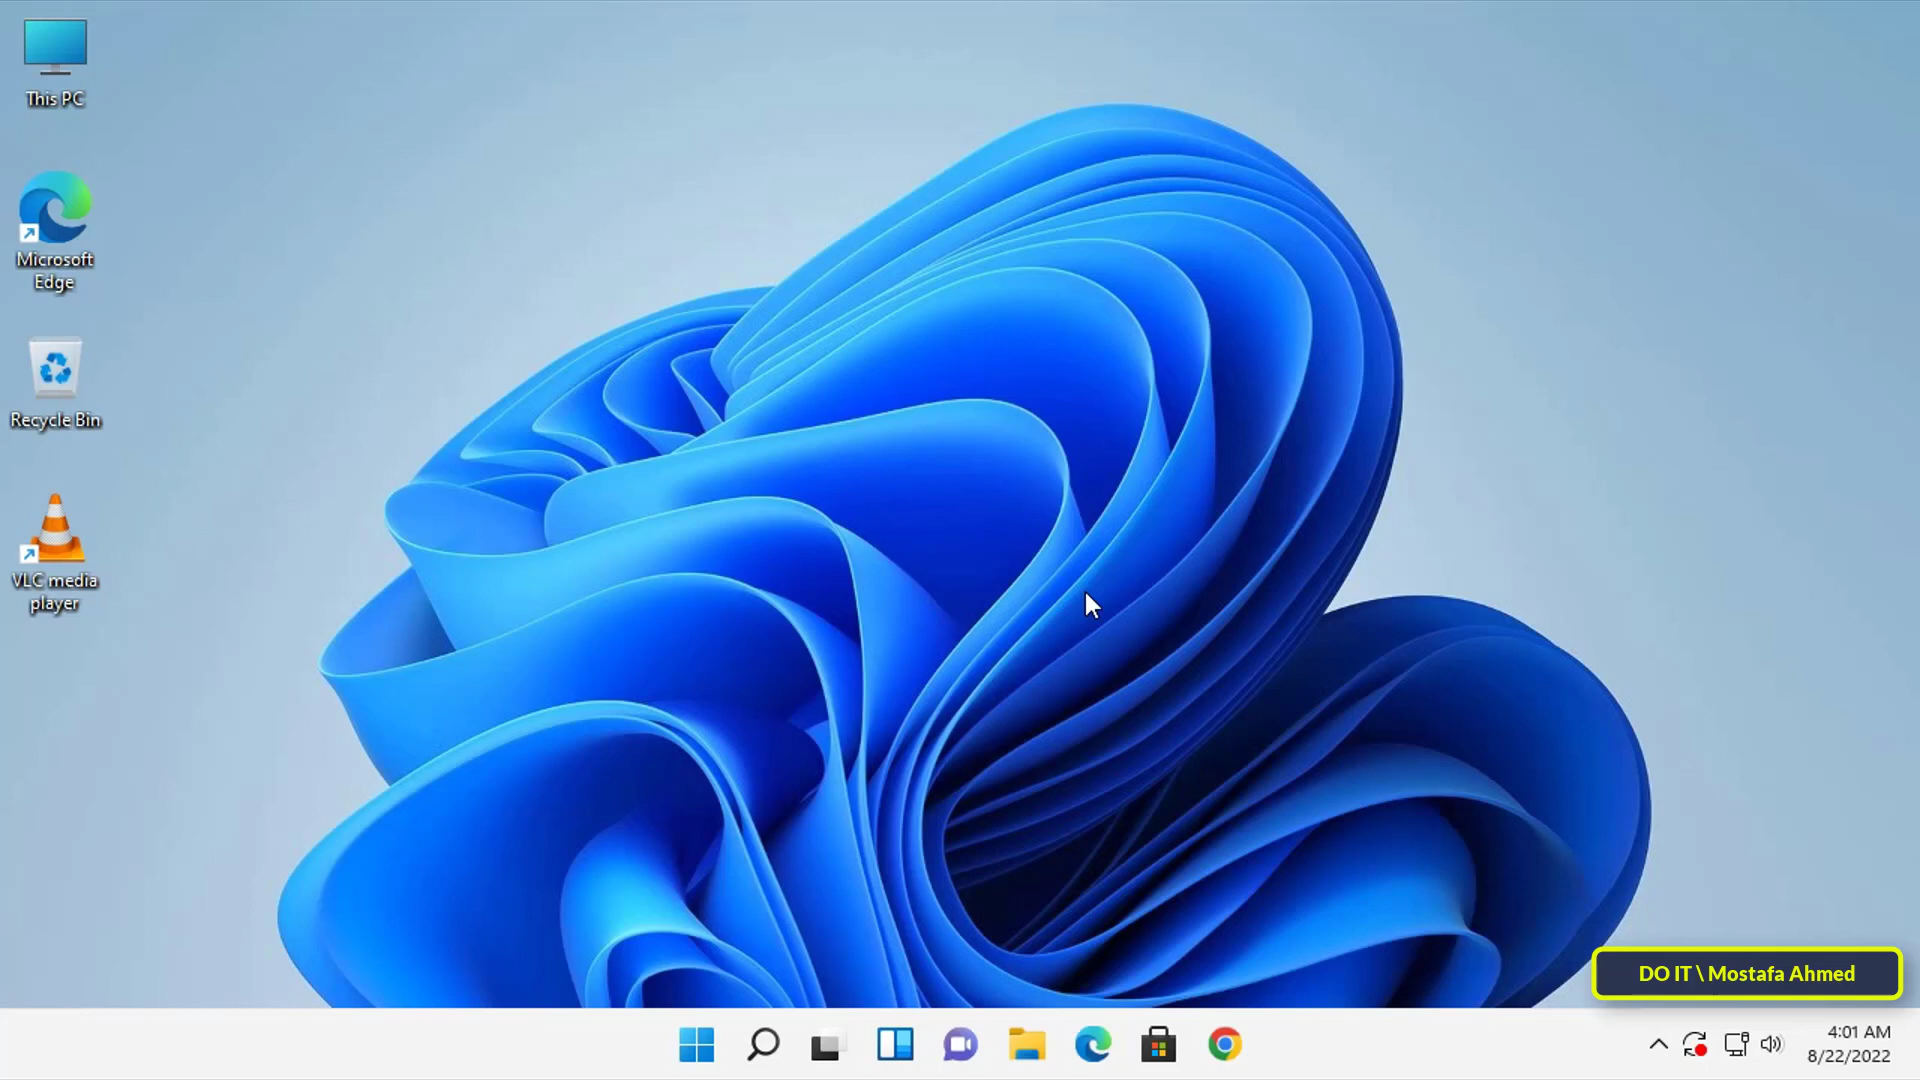 This PC
Microsoft
Edge
Recycle Bin
VLC media
player
DO IT \ Mostafa Ahmed
4:01 AM
8/22/2022